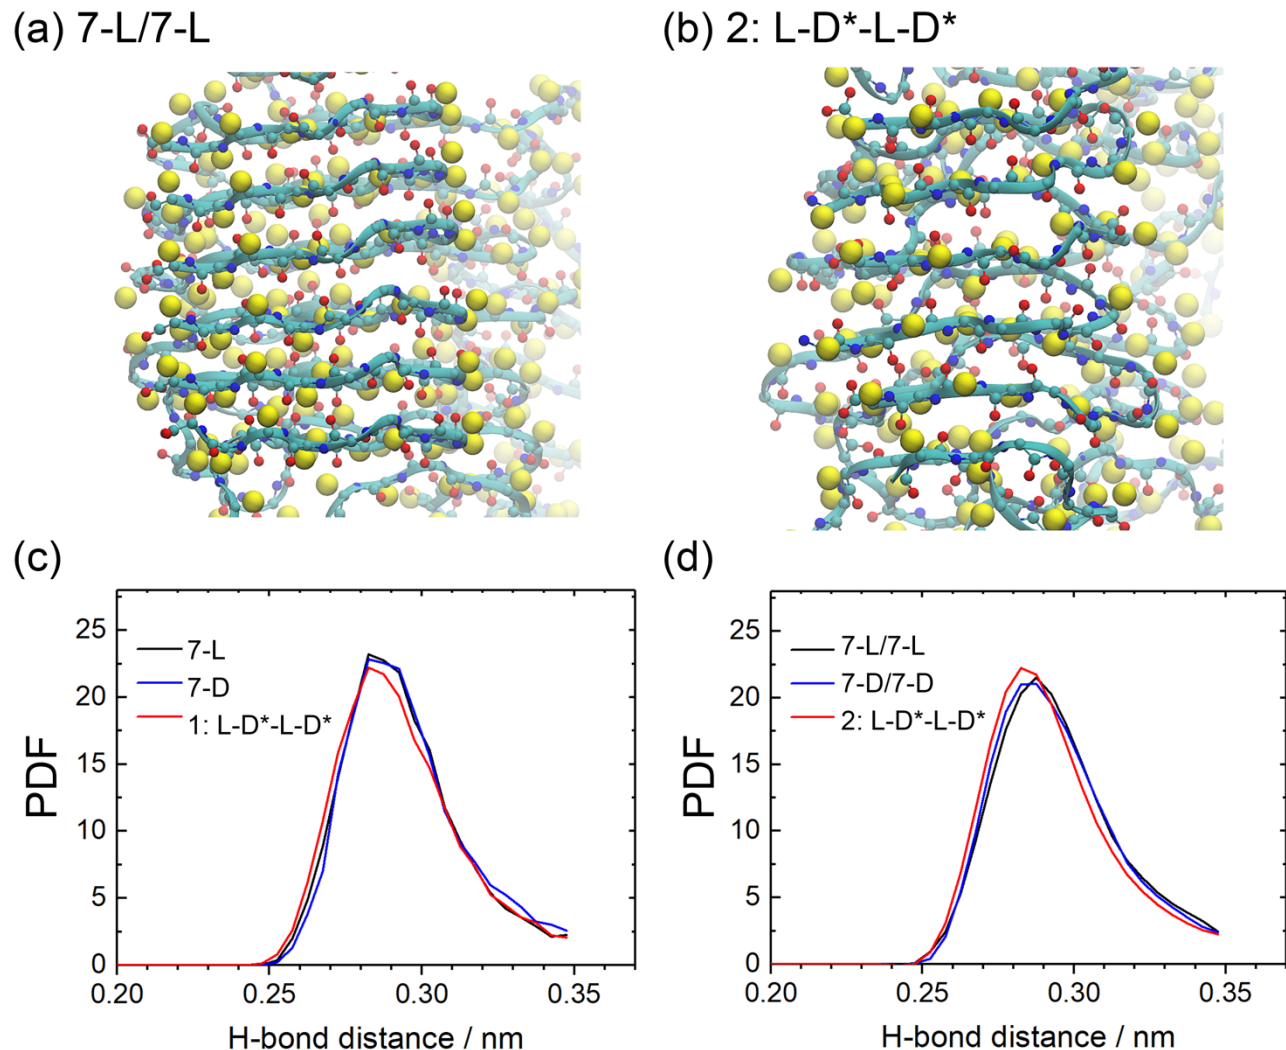 (a) 7-L/7-L
(b) 2: L-D*-L-D*
(c)
25
20
15
10
5
0
PDF
7-L
7-D
1: L-D*-L-D*
0.20
0.25
0.30
0.35
H-bond distance / nm
(d)
25
20
15
10
5
0
PDF
7-L/7-L
7-D/7-D
2: L-D*-L-D*
0.20
0.25
0.30
0.35
H-bond distance / nm